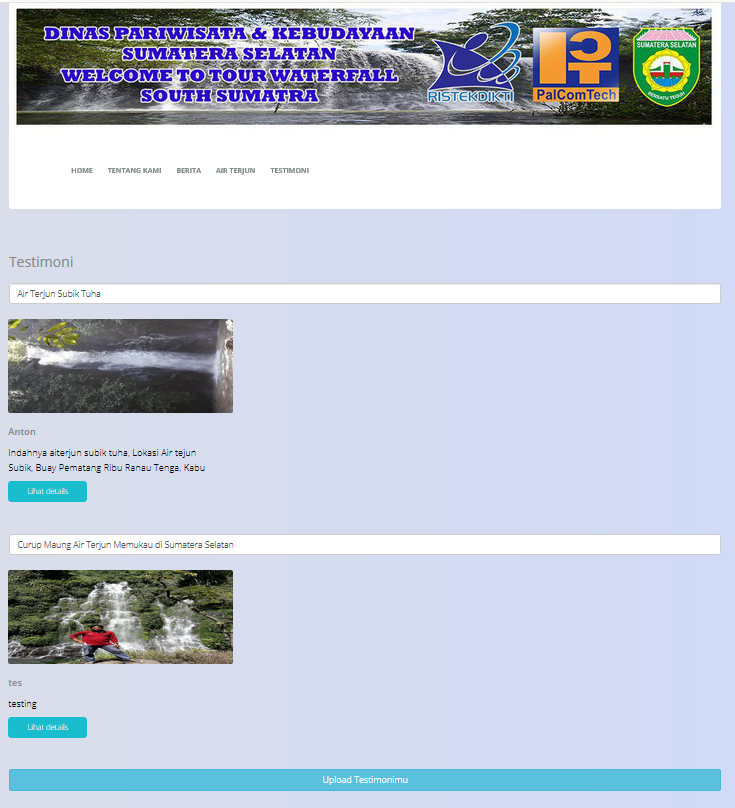 DINAS PARIWISATA & KEBUDAYAAN
SUMATERA SELATAN
WELCOME TO TOUR WATERFALL
SOUTH SUMATRA
RISTEKDIKTI
PalComTech
SUMATERA SELATAN
BERSATU TEGUH
HOME TENTANG KAMI BERITA AIR TERJUN TESTIMONI
Testimoni
Air Terjun Subik Tuha
Anton
Indahnya aiterjun subik tuha, Lokasi Air tejun
Subik, Buay Pematang Ribu Ranau Tenga, Kabu
Lihat details
Curup Maung Air Terjun Memukau di Sumatera Selatan
tes
testing
Lihat details
Upload Testimonimu